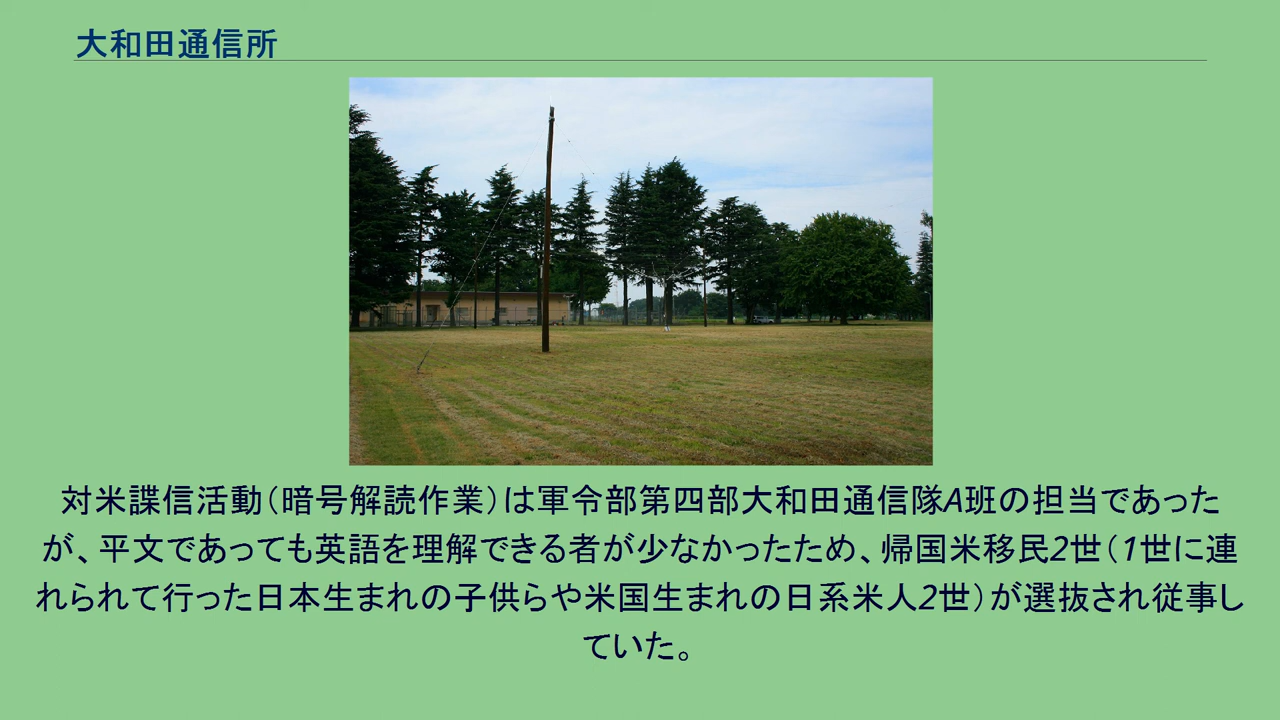 大和田通信所
対米諜信活動（暗号解読作業）は軍令部第四部大和田通信隊A班の担当であった
が、平文であっても英語を理解できる者が少なかったため、帰国米移民2世（1世に連
れられて行った日本生まれの子供らや米国生まれの日系米人2世）が選抜され従事し
ていた。